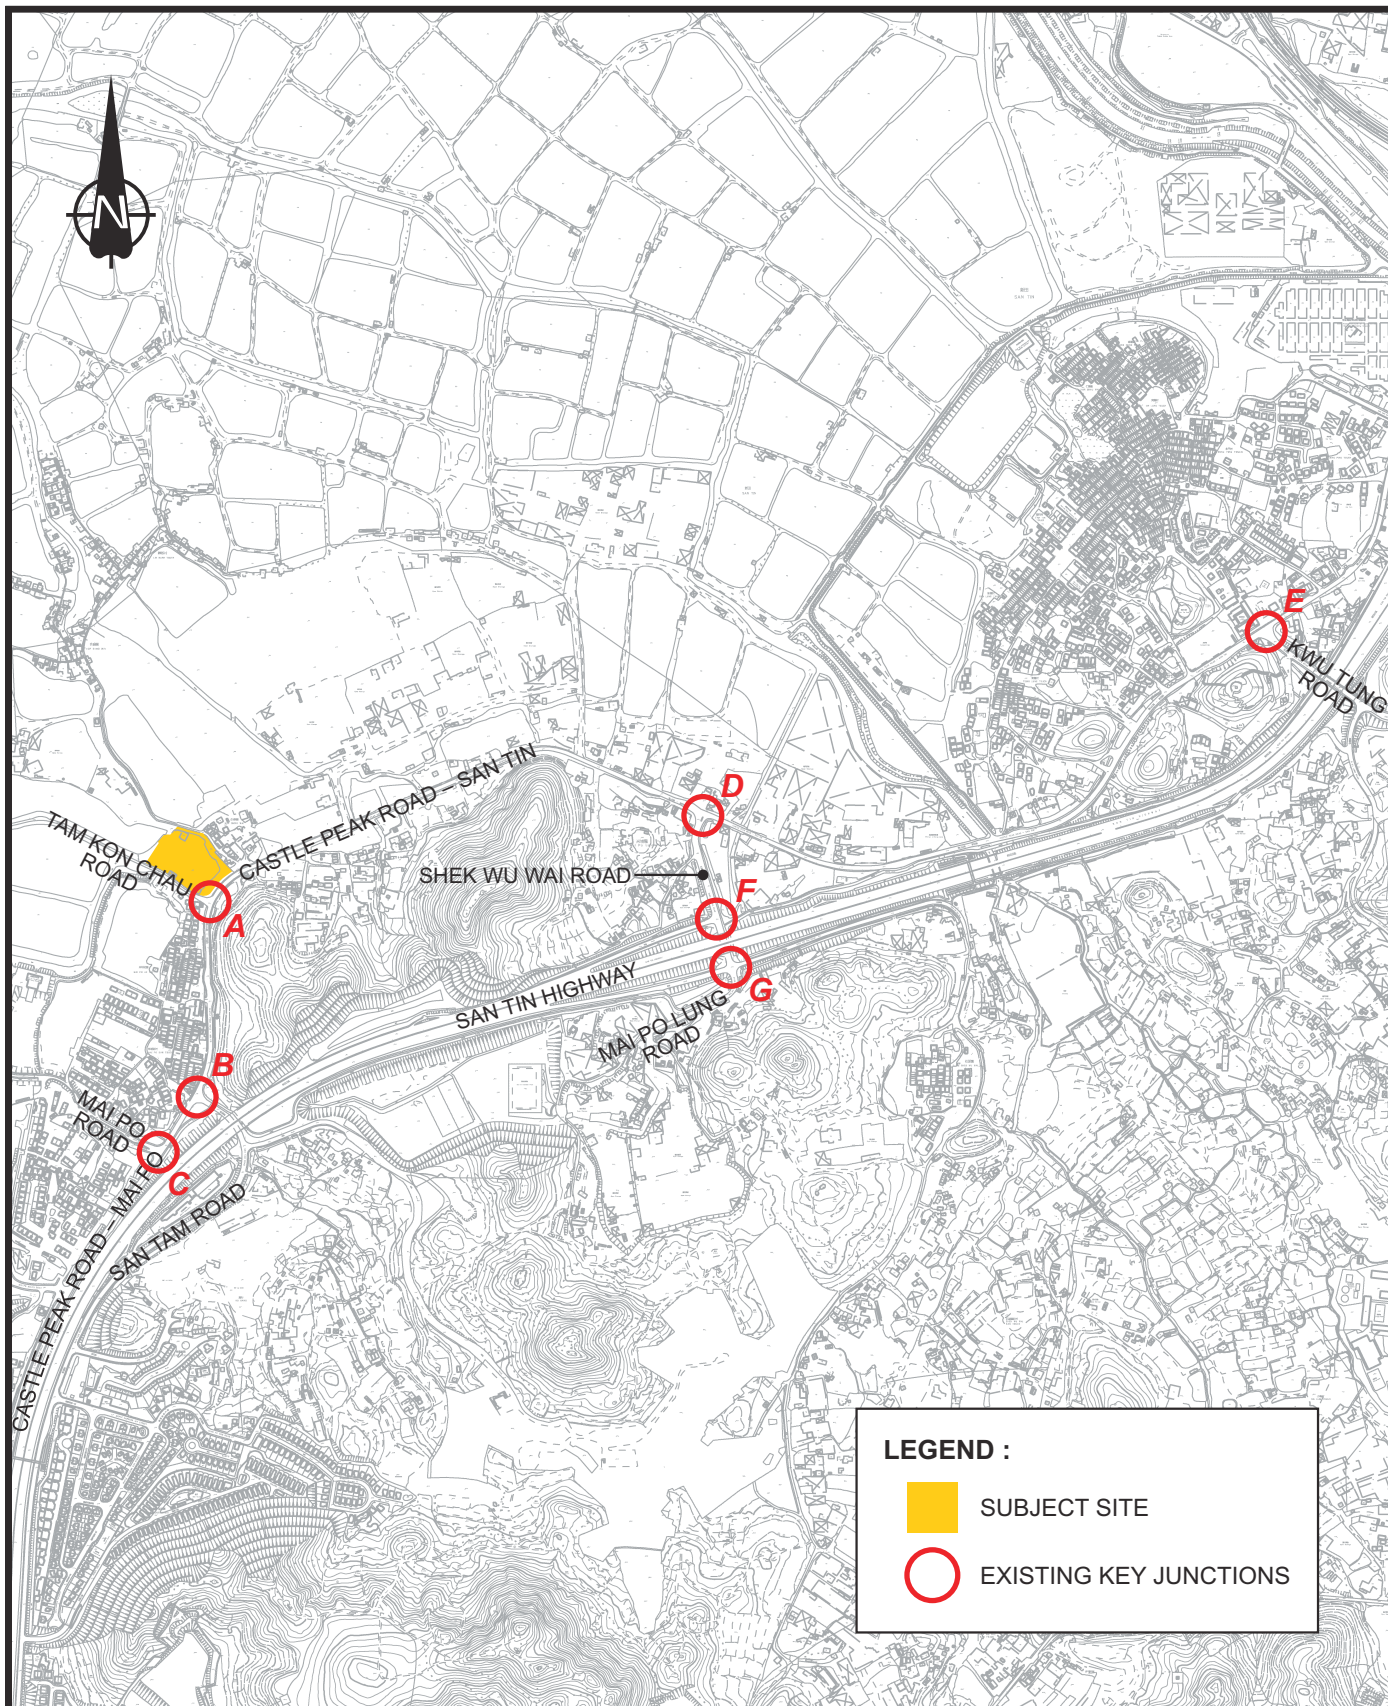 N
E
KWU TUNG
ROAD
D
CASTLE PEAK ROAD – SAN TIN
TAM KON CHAU
ROAD
SHEK WU WAI ROAD
A
F
G
SAN TIN HIGHWAY
MAI PO LUNG
ROAD
B
MAI PO
ROAD
C
CASTLE PEAK ROAD – MAI PO
SAN TAM ROAD
LEGEND :
SUBJECT SITE
EXISTING KEY JUNCTIONS